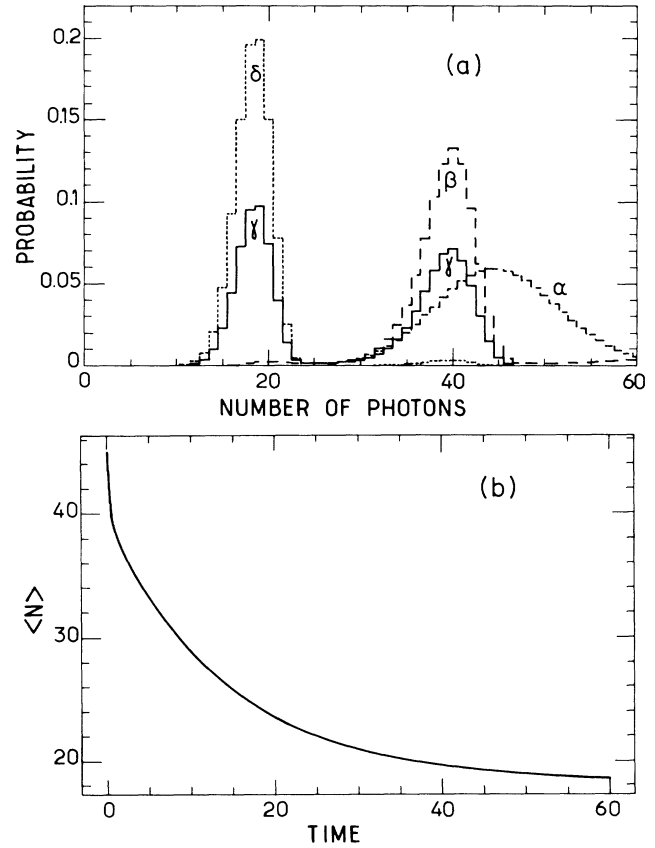 0.2
0.15
0.1
0.05
0
PROBABILITY
(a)
δ
γ
β
γ
α
0 20 40 60
NUMBER OF PHOTONS
(b)
40
30
20
<N>
0 20 40 60
TIME